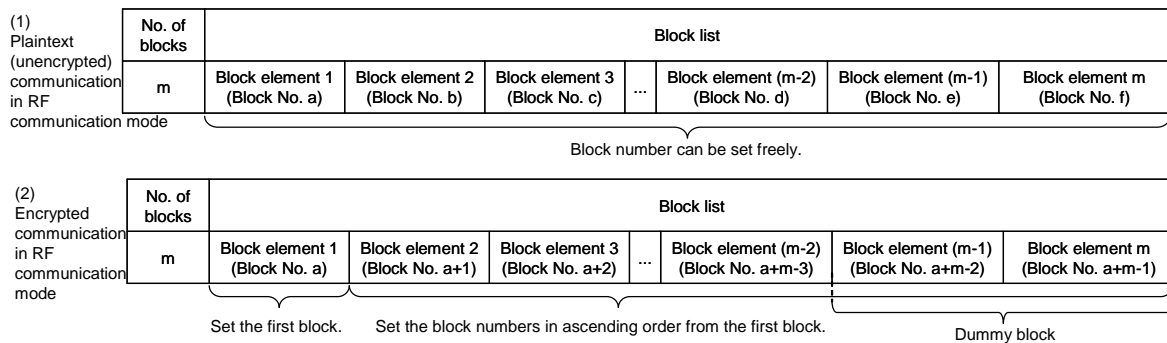 (1)
Plaintext
(unencrypted)
communication
in RF
communication mode
No. of
blocks
Block list
m
Block element 1
(Block No. a)
Block element 2
(Block No. b)
Block element 3
(Block No. c)
...
Block element (m-2)
(Block No. d)
Block element (m-1)
(Block No. e)
Block element m
(Block No. f)
Block number can be set freely.
(2)
Encrypted
communication
in RF
communication
mode
No. of
blocks
Block list
m
Block element 1
(Block No. a)
Block element 2
(Block No. a+1)
Block element 3
(Block No. a+2)
...
Block element (m-2)
(Block No. a+m-3)
Block element (m-1)
(Block No. a+m-2)
Block element m
(Block No. a+m-1)
Set the first block.
Set the block numbers in ascending order from the first block.
Dummy block